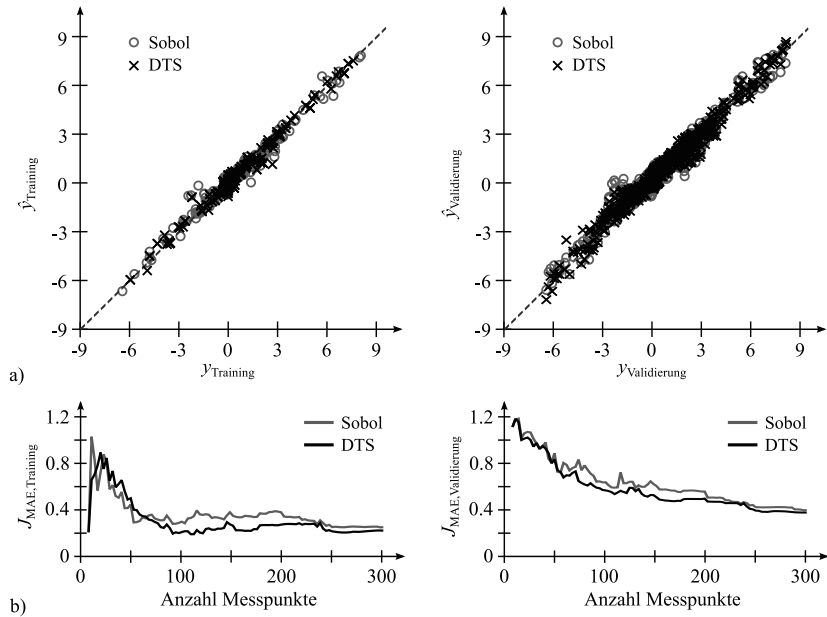 9
6
3
0
-3
-6
-9
Sobol
DTS
ŷTraining
-9 -6 -3 0 3 6 9
yTraining
9
6
3
0
-3
-6
-9
Sobol
DTS
ŷValidierung
-9 -6 -3 0 3 6 9
yValidierung
a)
1.2
0.8
0.4
0
Sobol
DTS
JMAE,Training
0 100 200 300
Anzahl Messpunkte
1.2
0.8
0.4
0
Sobol
DTS
JMAE,Validierung
0 100 200 300
Anzahl Messpunkte
b)